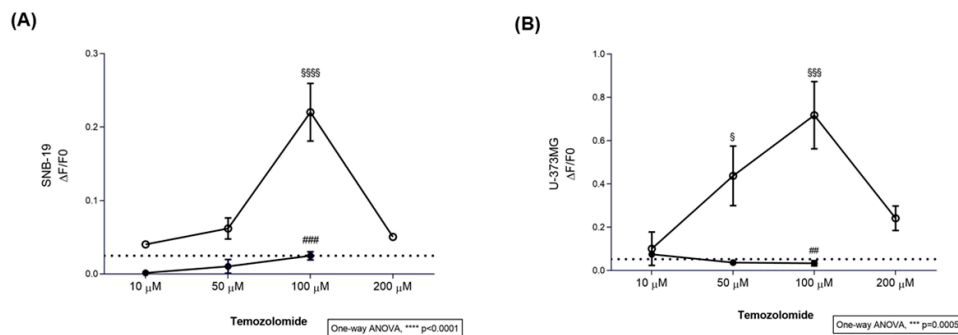 (A)
(B)
SNB-19
ΔF/F0
0.3
0.2
0.1
0.0
§§§§
###
10 µM
50 µM
100 µM
200 µM
Temozolomide
One-way ANOVA, **** p<0.0001
U-373MG
ΔF/F0
1.0
0.8
0.6
0.4
0.2
0.0
§
§§§
##
10 µM
50 µM
100 µM
200 µM
Temozolomide
One-way ANOVA, *** p=0.0005